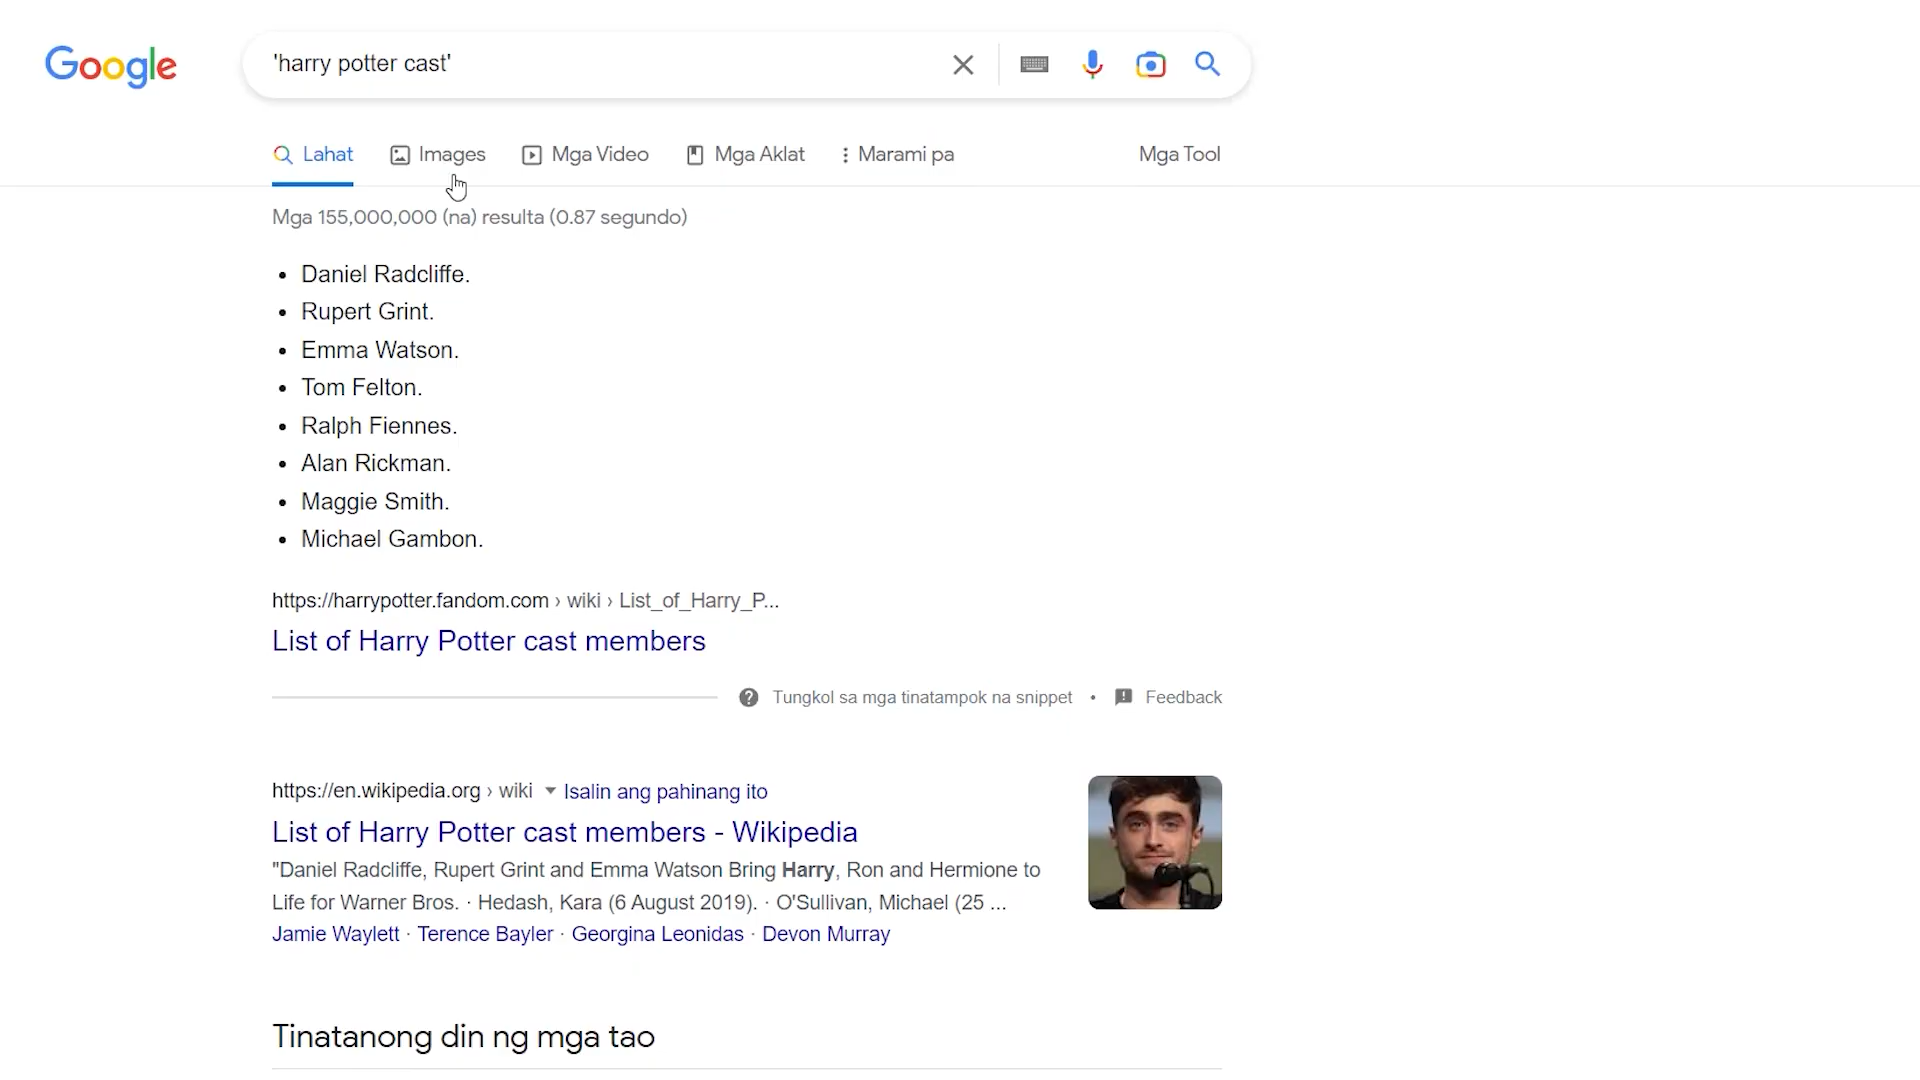 Google
'harry potter cast'
Lahat
Images
Mga Video
Mga Aklat
Marami pa
Mga Tool
Mga 155,000,000 (na) resulta (0.87 segundo)
• Daniel Radcliffe.
• Rupert Grint.
• Emma Watson.
• Tom Felton.
• Ralph Fiennes.
• Alan Rickman.
• Maggie Smith.
• Michael Gambon.
https://harrypotter.fandom.com › wiki › List_of_Harry_P...
List of Harry Potter cast members
Tungkol sa mga tinatampok na snippet • Feedback
https://en.wikipedia.org › wiki Isalin ang pahinang ito
List of Harry Potter cast members - Wikipedia
"Daniel Radcliffe, Rupert Grint and Emma Watson Bring Harry, Ron and Hermione to
Life for Warner Bros. · Hedash, Kara (6 August 2019). · O'Sullivan, Michael (25 ...
Jamie Waylett · Terence Bayler · Georgina Leonidas · Devon Murray
Tinatanong din ng mga tao